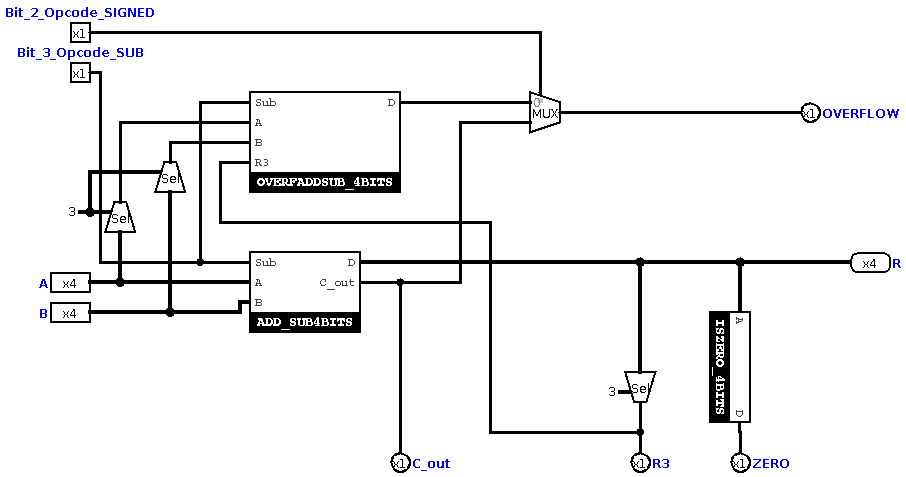 Bit_2_Opcode_SIGNED
x1
Bit_3_Opcode_SUB
x1
Sub
D
A
B
R3
OVERFADDSUB_4BITS
0
MUX
x1
OVERFLOW
Sel
3
Sel
Sub
D
A
C_out
B
ADD_SUB4BITS
A
x4
B
x4
x4
R
A
ISZERO_4BITS
D
3
Sel
x1
C_out
x1
R3
x1
ZERO